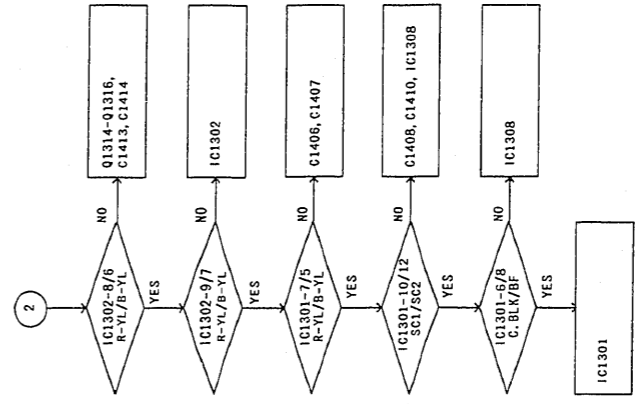 2
IC1302-8/6
R-YL/B-YL
NO
Q1314-Q1316,
C1413, C1414
YES
IC1302-9/7
R-YL/B-YL
NO
IC1302
YES
IC1301-7/5
R-YL/B-YL
NO
C1406, C1407
YES
IC1301-10/12
SC1/SC2
NO
C1408, C1410, IC1308
YES
IC1301-6/8
C.BLK/BF
NO
IC1308
YES
IC1301